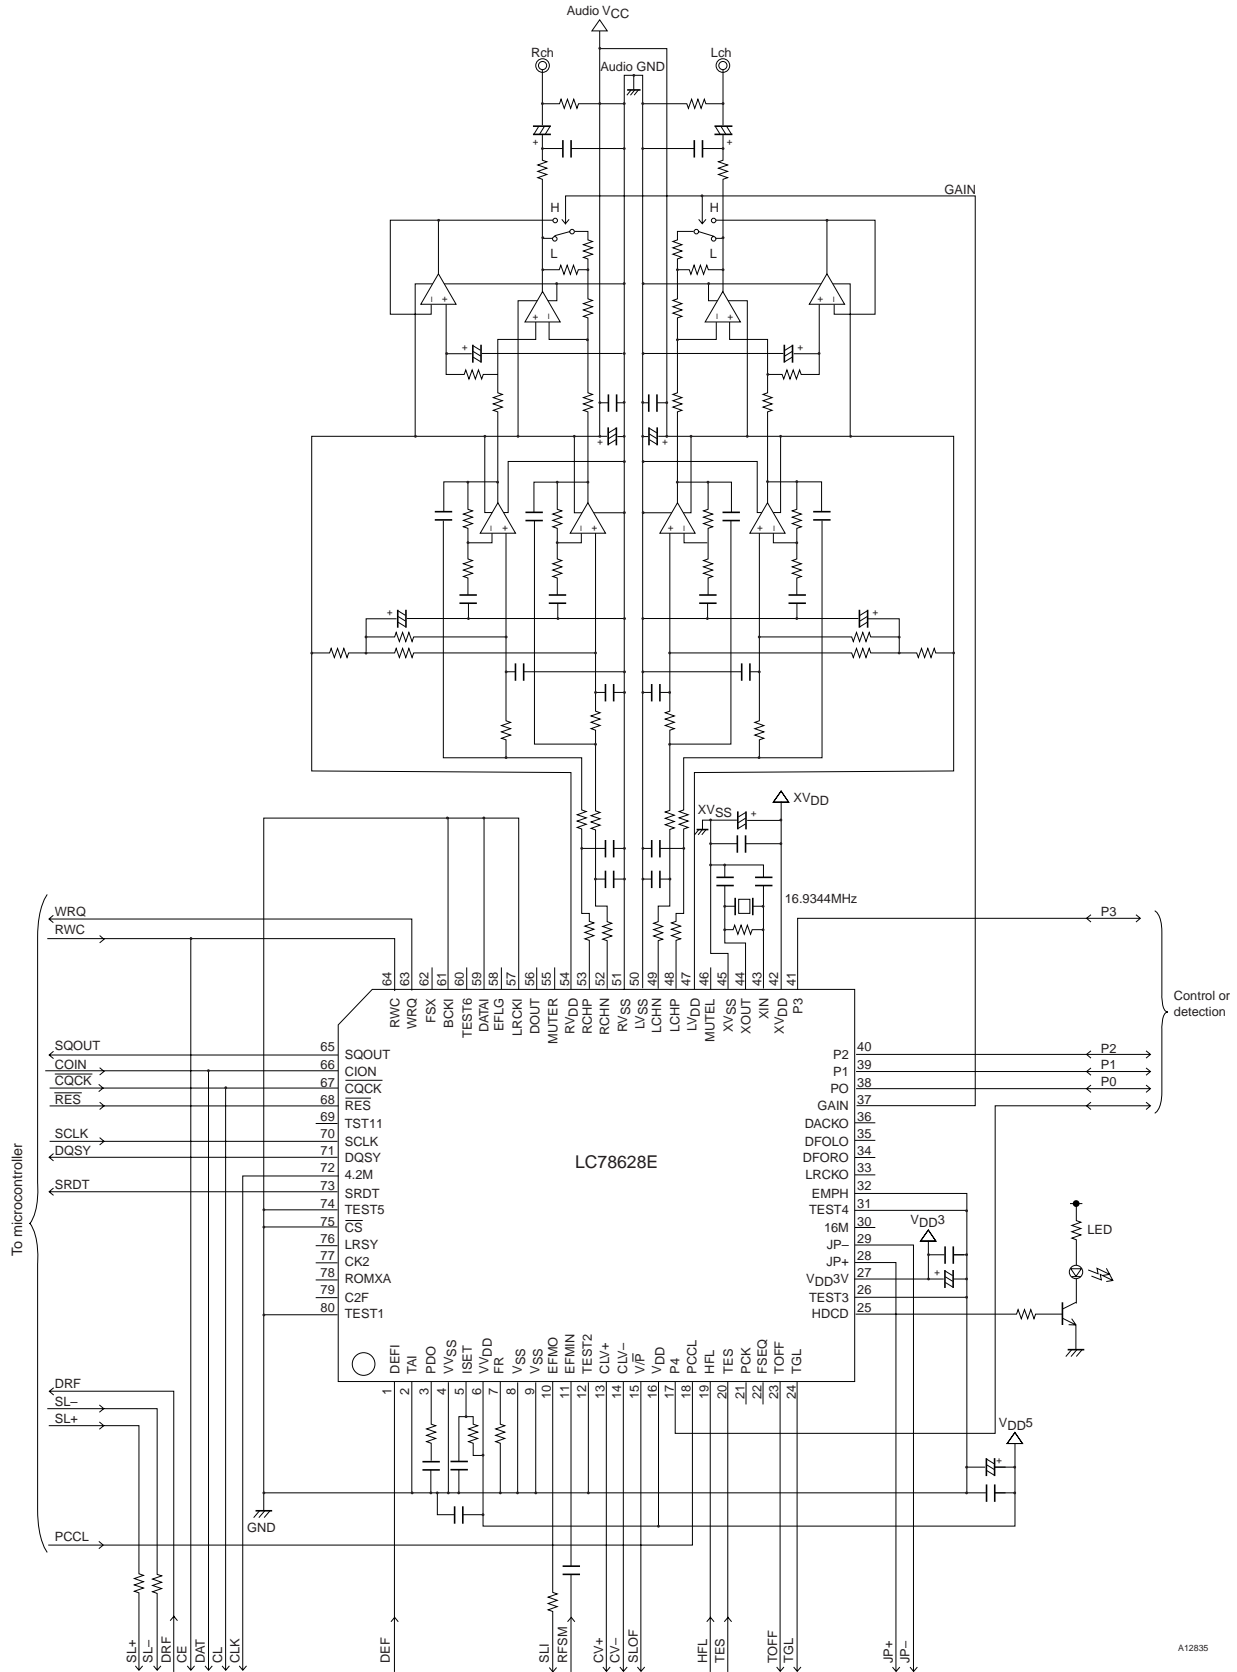 Audio VCC
Rch
Lch
Audio GND
GAIN
H
H
L
L
XVDD
XVSS
16.9344MHz
WRQ
RWC
P3
Control or
detection
64 63 62 61 60 59 58 57 56 55 54 53 52 51 50 49 48 47 46 45 44 43 42 41
RWC WRQ FSX BCKI TEST6 DATAI EFLG LRCKI DOUT MUTER RVDD RCHP RCHN RVSS LVSS LCHN LCHP LVDD MUTEL XVSS XOUT XIN XVDD P3
SQOUT 65 SQOUT
COIN 66 CION
CQCK 67 CQCK
RES 68 RES
69 TST11
SCLK 70 SCLK
DQSY 71 DQSY
72 4.2M
SRDT 73 SRDT
74 TEST5
75 CS
76 LRSY
77 CK2
78 ROMXA
79 C2F
80 TEST1
To microcontroller
LC78628E
P2 40 P2
P1 39 P1
PO 38 P0
GAIN 37
DACKO 36
DFOLO 35
DFORO 34
LRCKO 33
EMPH 32
TEST4 31
16M 30
JP– 29
JP+ 28
VDD3V 27
TEST3 26
HDCD 25
VDD3
LED
DEFI TAI PDO VVSS ISET VVDD FR VSS VSS EFMO EFMIN TEST2 CLV+ CLV– V/P VDD P4 PCCL HFL TES PCK FSEQ TOFF TGL
1 2 3 4 5 6 7 8 9 10 11 12 13 14 15 16 17 18 19 20 21 22 23 24
DRF
SL–
SL+
VDD5
GND
PCCL
SL+ SL– DRF CE DAT CL CLK DEF SLI RFSM CV+ CV– SLOF HFL TES TOFF TGL JP+ JP–
A12835